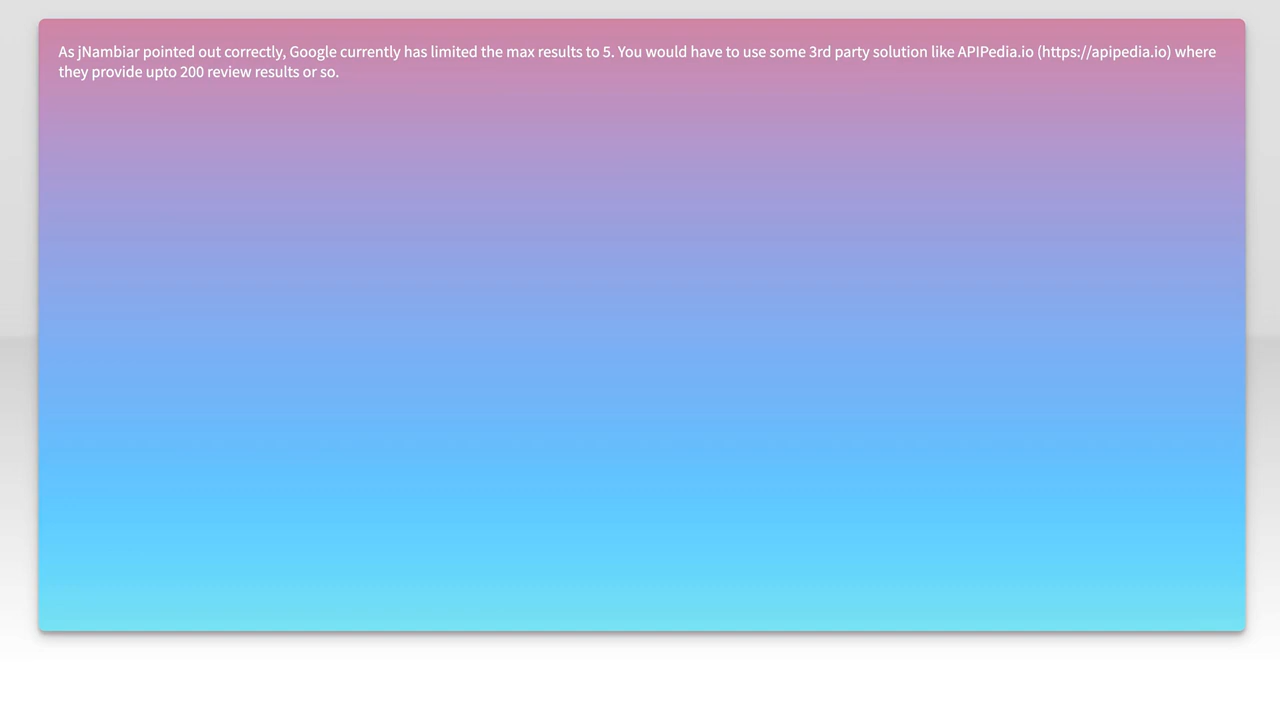 As jNambiar pointed out correctly, Google currently has limited the max results to 5. You would have to use some 3rd party solution like APIPedia.io (https://apipedia.io) where
they provide upto 200 review results or so.